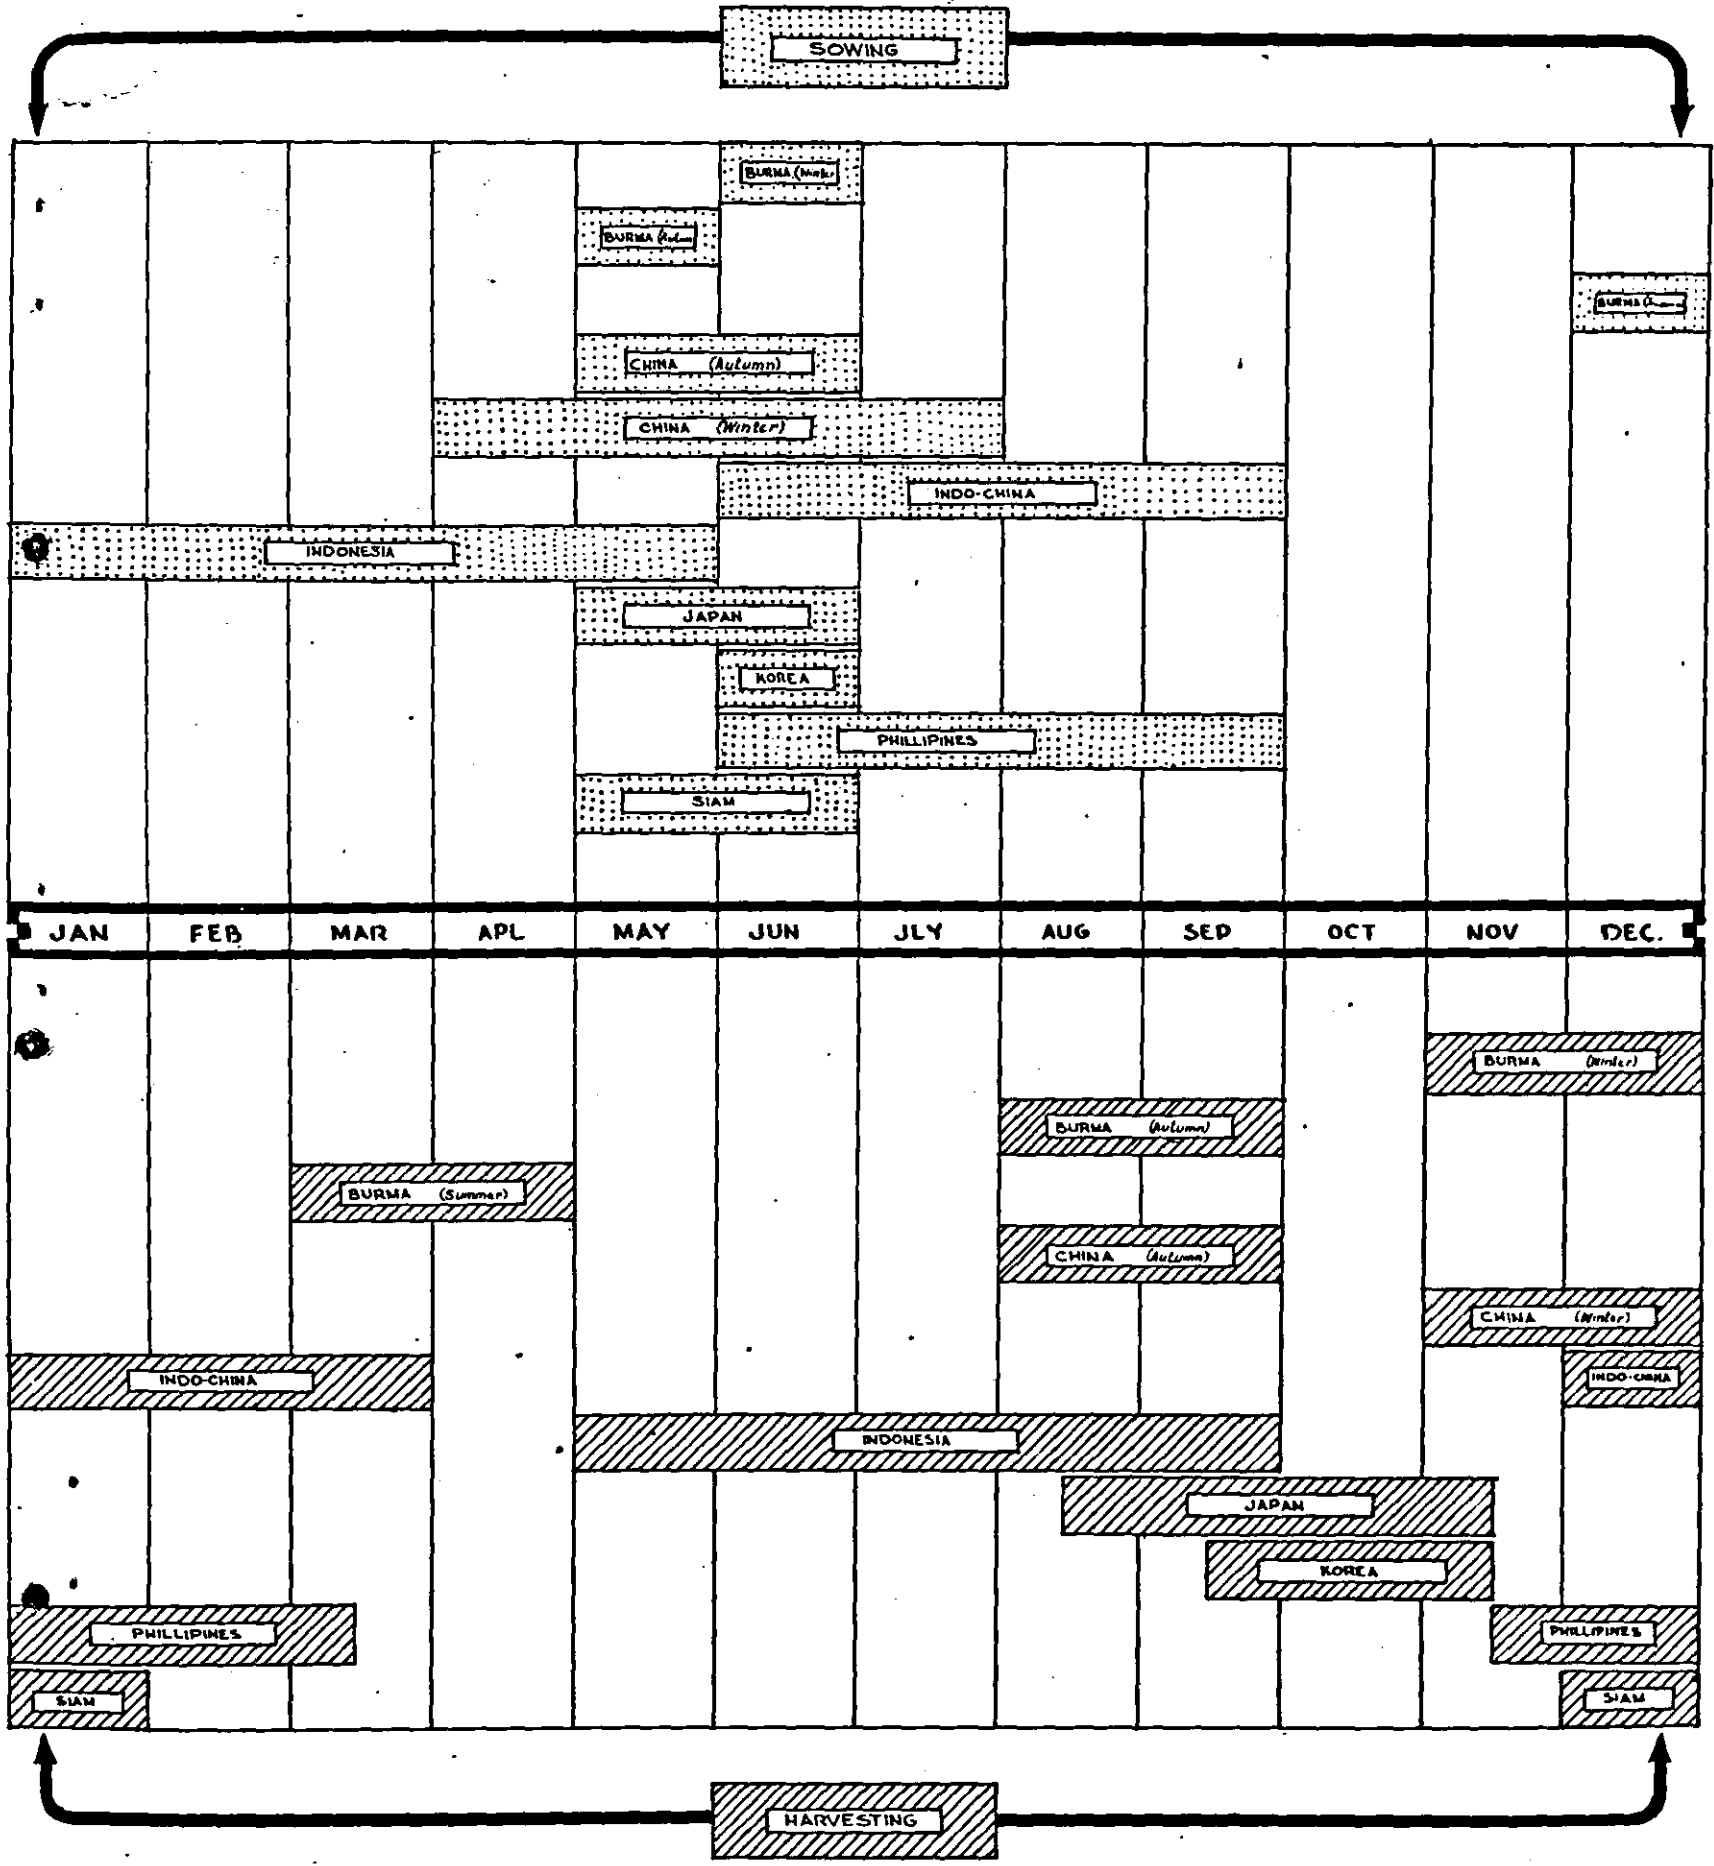 SOWING
BURMA (Winter
BURMA (Autum
BURMA
CHINA (Autumn)
CHINA (Winter)
INDO-CHINA
INDONESIA
JAPAN
KOREA
PHILLIPINES
SIAM
JAN FEB MAR APL MAY JUN JLY AUG SEP OCT NOV DEC.
BURMA (Winter)
BURMA (Autumn)
BURMA (Summer)
CHINA (Autumn)
CHINA (Winter)
INDO-CHINA INDO-CHINA
INDONESIA
JAPAN
KOREA
PHILLIPINES PHILLIPINES
SIAM SIAM
HARVESTING